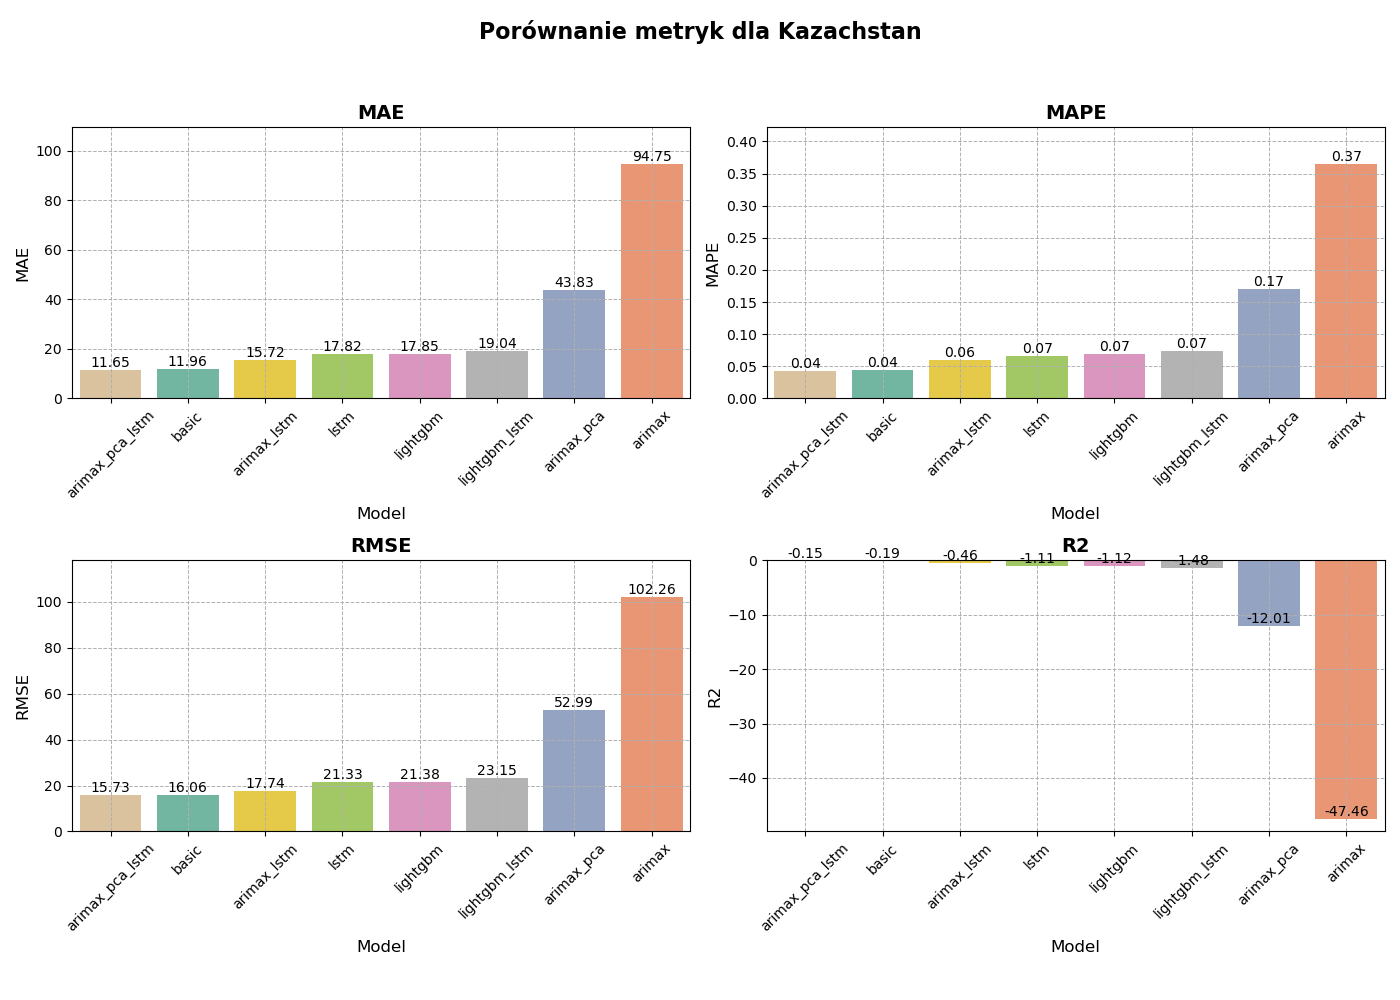 Porównanie metryk dla Kazachstan
MAE
MAE
100
80
60
40
20
0
11.65
11.96
15.72
17.82
17.85
19.04
43.83
94.75
arimax_pca_lstm
basic
arimax_lstm
lstm
lightgbm
lightgbm_lstm
arimax_pca
arimax
Model
MAPE
MAPE
0.40
0.35
0.30
0.25
0.20
0.15
0.10
0.05
0.00
0.04
0.04
0.06
0.07
0.07
0.07
0.17
0.37
arimax_pca_lstm
basic
arimax_lstm
lstm
lightgbm
lightgbm_lstm
arimax_pca
arimax
Model
RMSE
RMSE
100
80
60
40
20
0
15.73
16.06
17.74
21.33
21.38
23.15
52.99
102.26
arimax_pca_lstm
basic
arimax_lstm
lstm
lightgbm
lightgbm_lstm
arimax_pca
arimax
Model
R2
R2
0
−10
−20
−30
−40
-0.15
-0.19
-0.46
-1.11
-1.12
-1.48
-12.01
-47.46
arimax_pca_lstm
basic
arimax_lstm
lstm
lightgbm
lightgbm_lstm
arimax_pca
arimax
Model